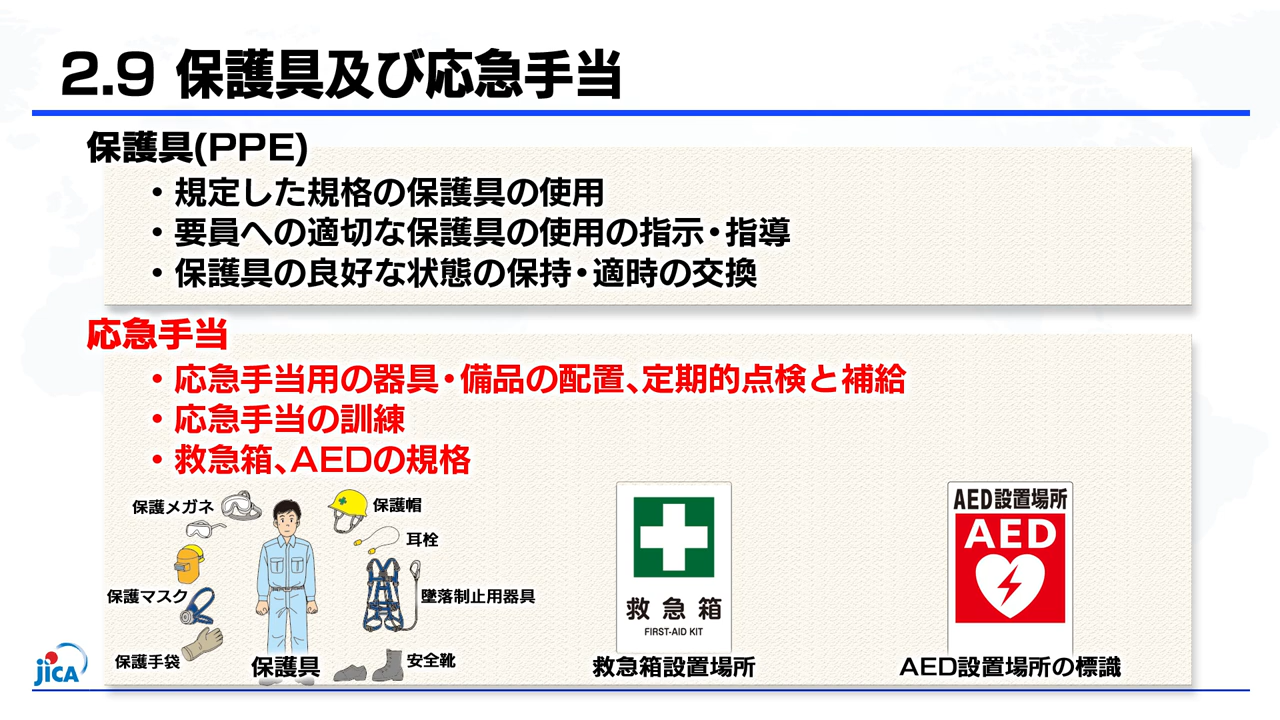 2.9 保護具及び応急手当
保護具(PPE)
・規定した規格の保護具の使用
・要員への適切な保護具の使用の指示・指導
・保護具の良好な状態の保持・適時の交換
応急手当
・応急手当用の器具・備品の配置、定期的点検と補給
・応急手当の訓練
・救急箱、AEDの規格
保護メガネ
保護帽
耳栓
保護マスク
墜落制止用器具
保護手袋
安全靴
保護具
救急箱
FIRST-AID KIT
救急箱設置場所
AED設置場所
AED
AED設置場所の標識
jICA